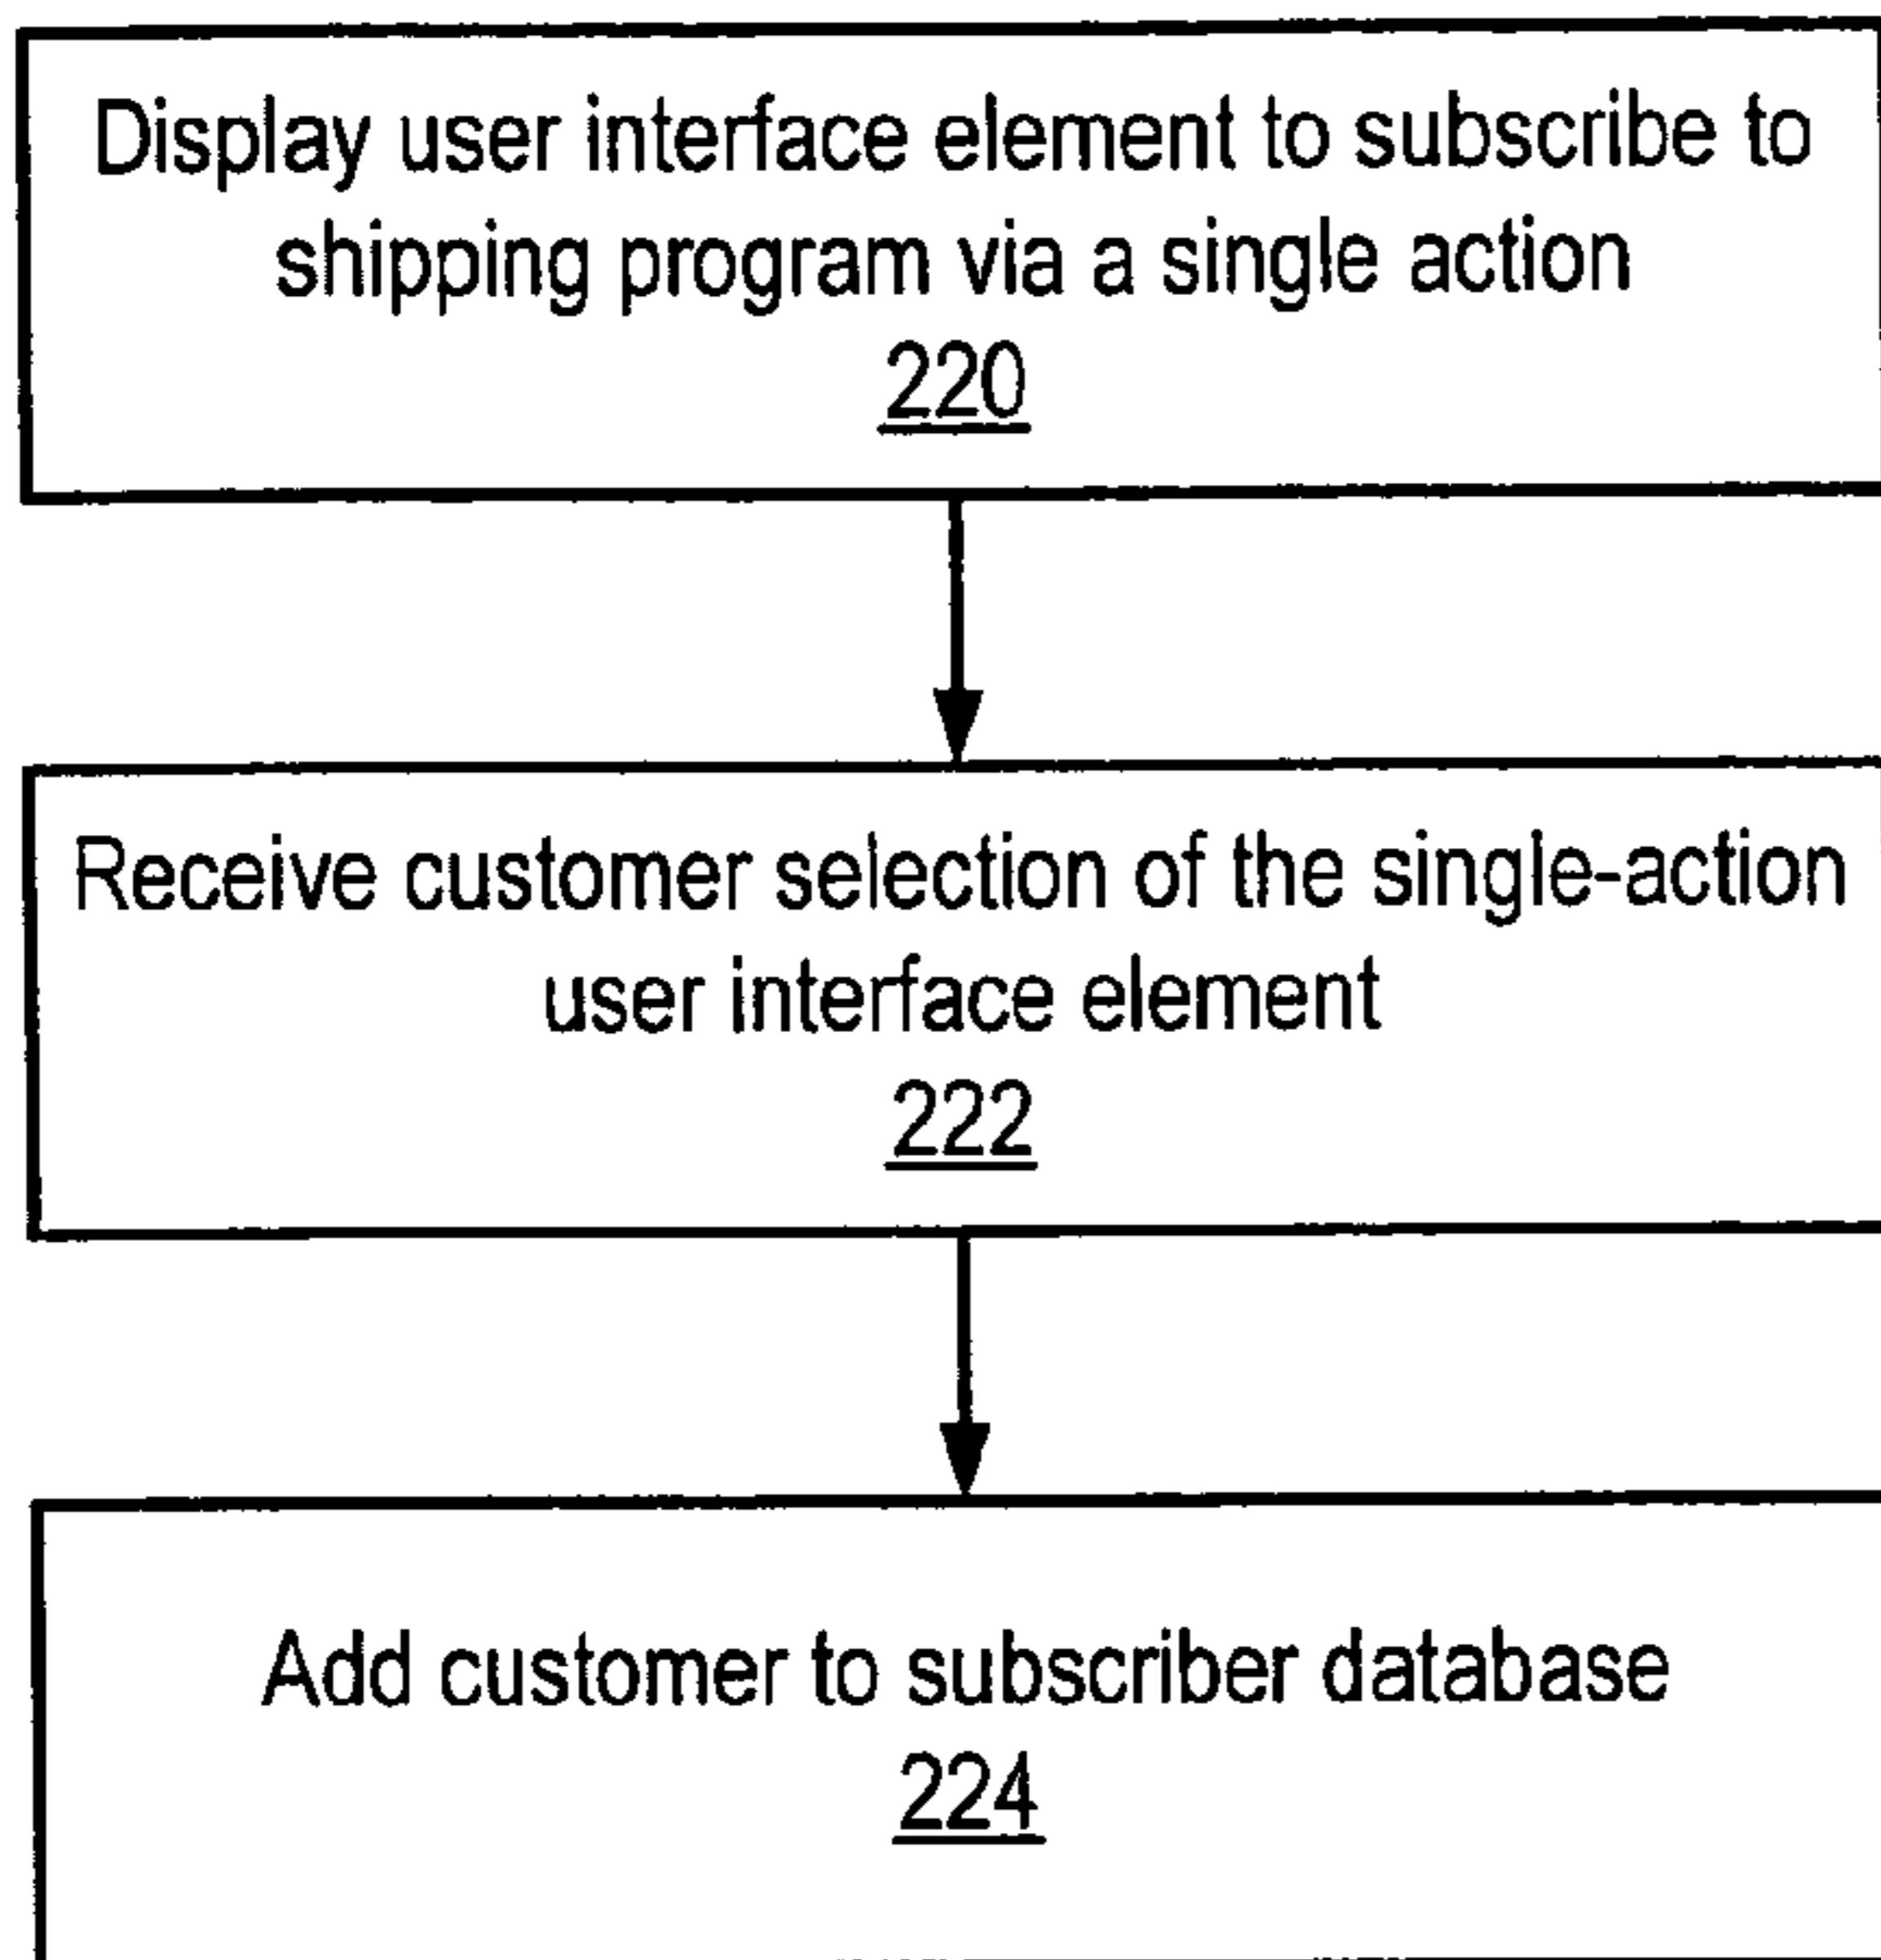 Display user interface element to subscribe to
shipping program via a single action
220
Receive customer selection of the single-action
user interface element
222
Add customer to subscriber database
224